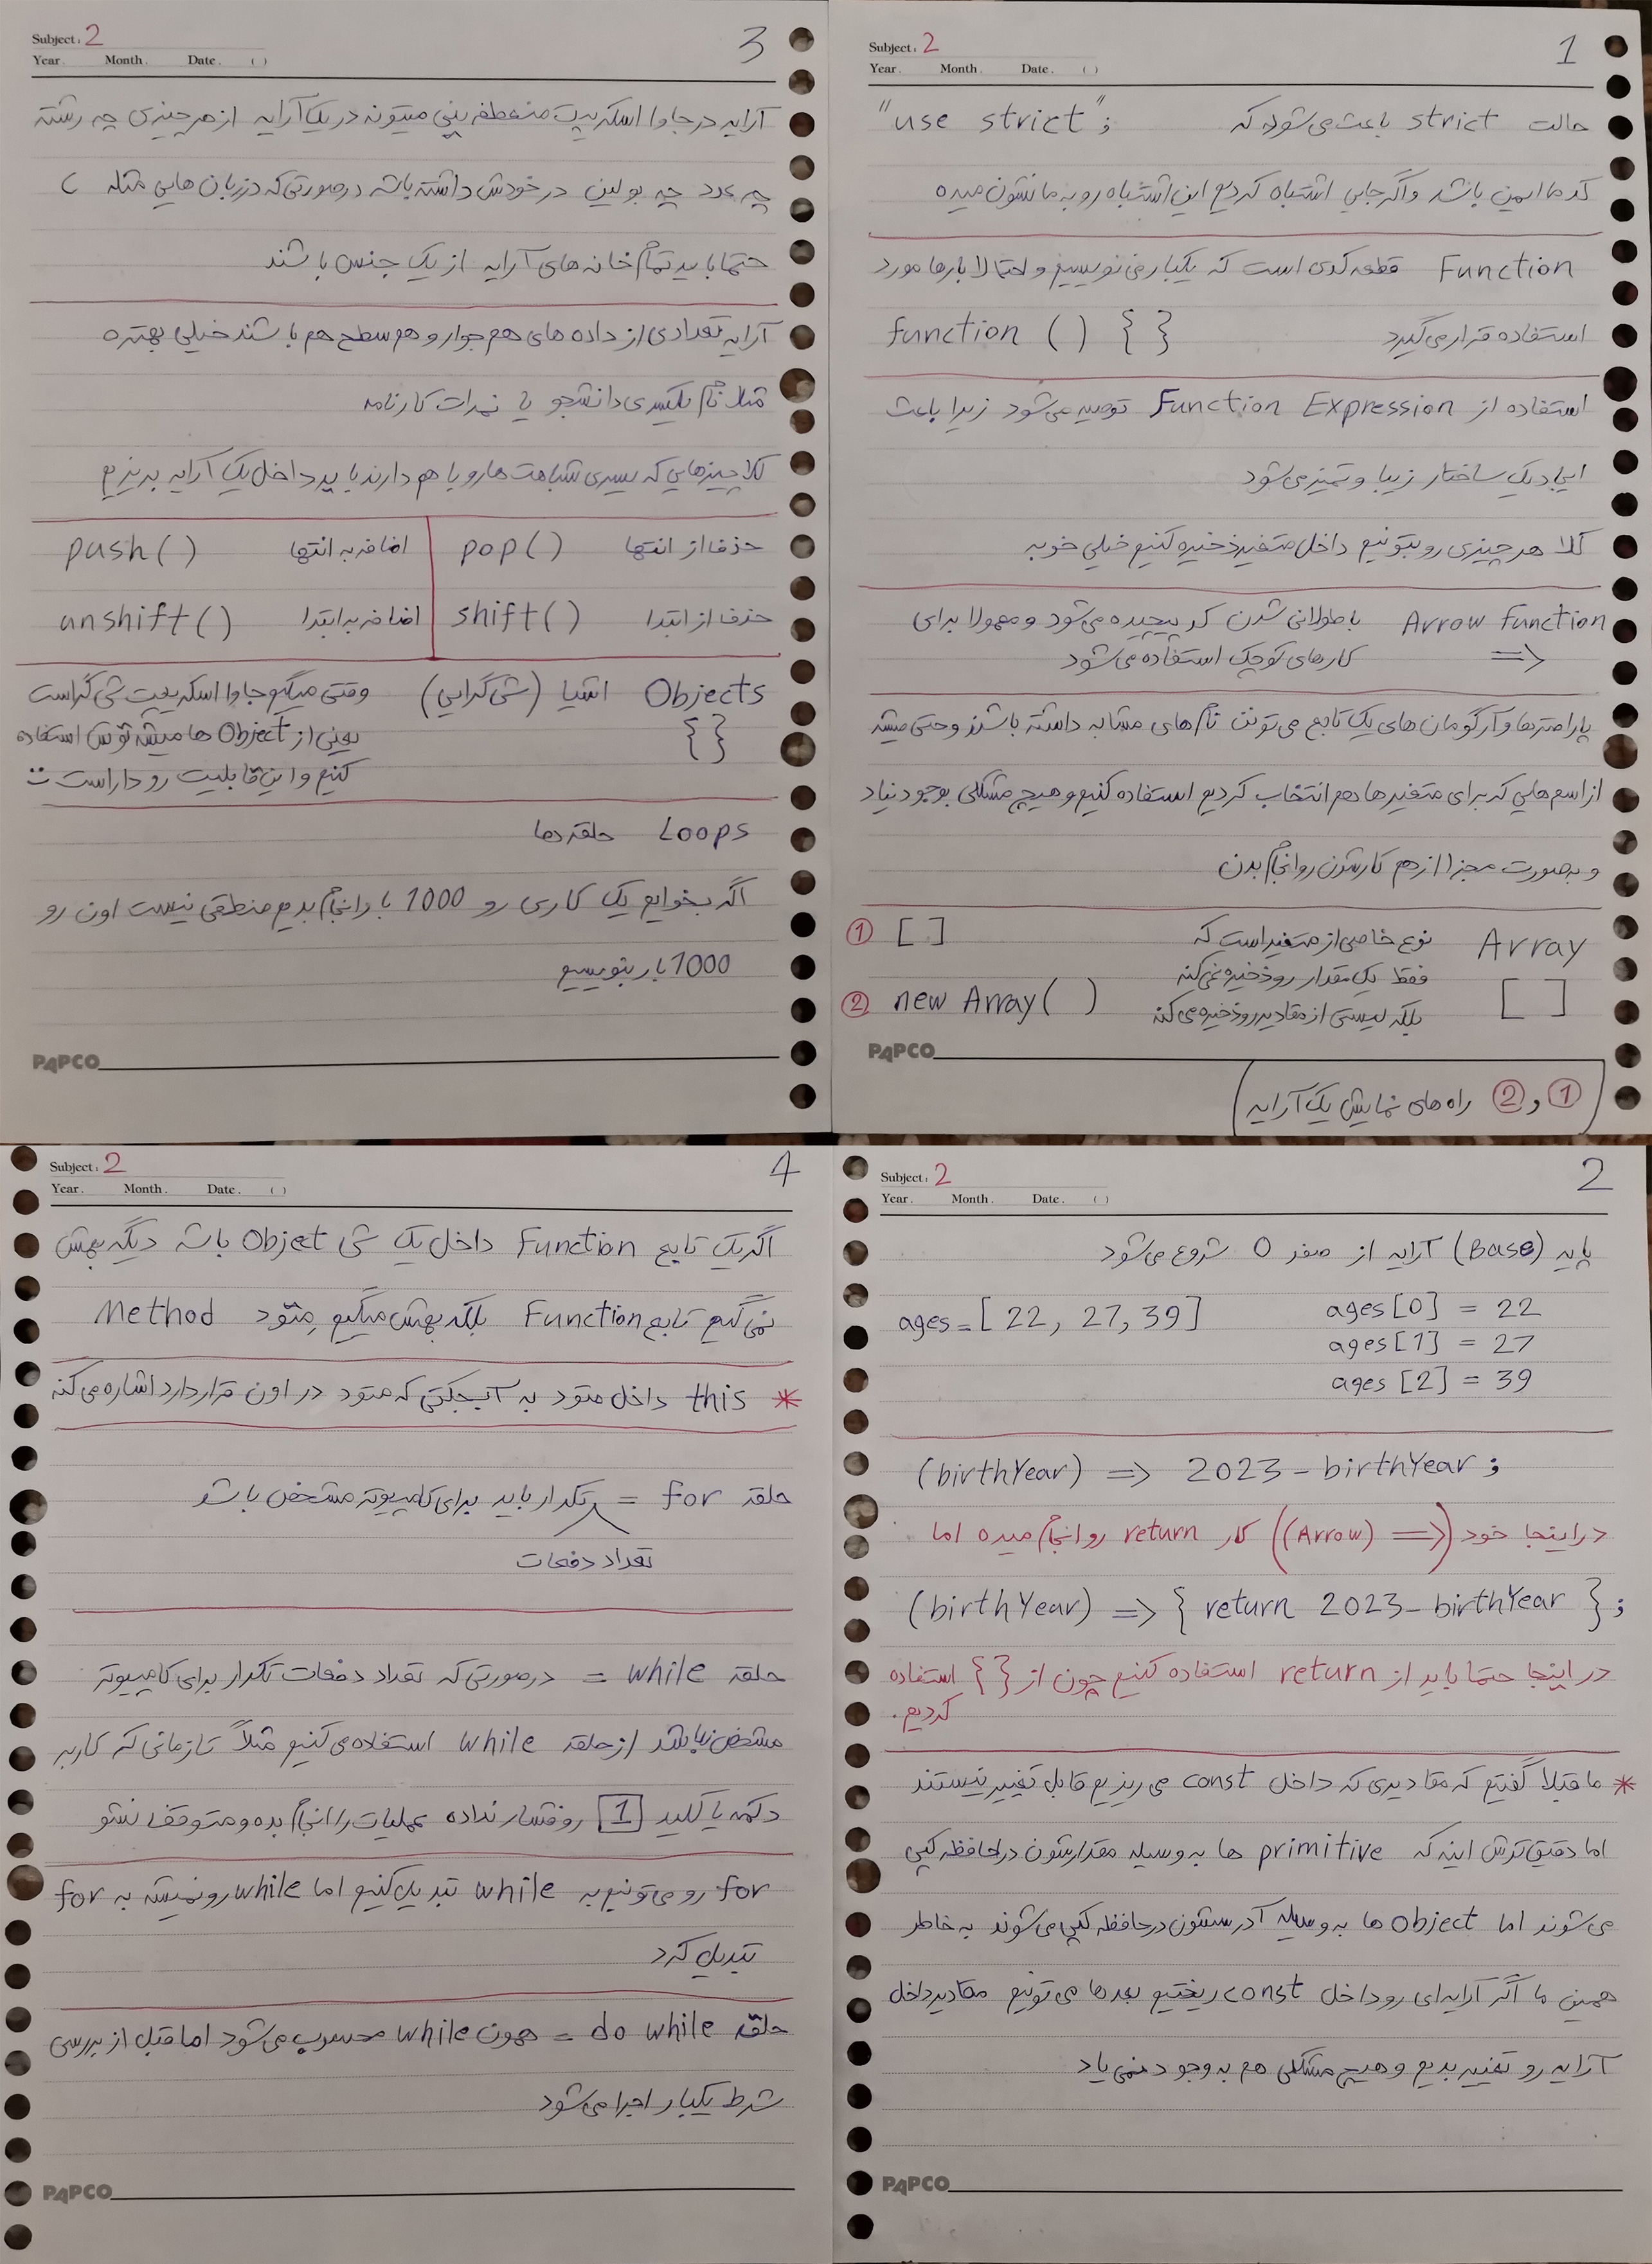 Subject: 2
Year. Month. Date. ( )
1
"use strict"; حالت strict باعث می‌شود که
کد ما ایمن باشد و اگر جایی اشتباه کردیم این اشتباه رو به ما نشون میده
Function قطعه کدی است که یکبار می نویسیم و احتمالا بارها مورد
استفاده قرار می گیرد function ( ) { }
استفاده از Function Expression توصیه می‌شود زیرا باعث
ایجاد یک ساختار زیبا و تمیز می‌شود
کلا هر چیزی رو بتونیم داخل متغیر ذخیره کنیم خیلی خوبه
Arrow Function با طولانی شدن کد پیچیده می‌شود و معمولا برای
=> کارهای کوچک استفاده می‌شود
پارامترها و آرگومان های یک تابع می تونن نام های مشابه داشته باشند و حتی میشه
از اسم هایی که برای متغیرها هم انتخاب کردیم استفاده کنیم و هیچ مشکلی بوجود نیاد
و بصورت مجزا از هم کارشون رو انجام بدن
Array نوع خاصی از متغیر است که ① [ ]
فقط یک مقدار رو ذخیره نمی کنه
[ ] بلکه لیستی از مقادیر رو ذخیره می کنه ② new Array( )
PAPCO
① و ② راه های نمایش یک آرایه
Subject: 2
Year. Month. Date. ( )
2
پایه (Base) آرایه از صفر 0 شروع می‌شود
ages = [ 22, 27, 39 ] ages[0] = 22
ages[1] = 27
ages [2] = 39
(birthYear) => 2023 - birthYear ;
در اینجا خود (=> (Arrow)) کار return رو انجام میده اما
(birthYear) => { return 2023 - birthYear } ;
در اینجا حتما باید از return استفاده کنیم چون از { } استفاده
کردیم.
* ما قبلاً گفتیم که مقادیری که داخل const می ریزیم قابل تغییر نیستند
اما دقیق ترش اینه که primitive ها به وسیله مقدارشون در حافظه کپی
می شوند اما object ها به وسیله آدرسشون در حافظه کپی می شوند به خاطر
همین ما اگر آرایه ای رو داخل const ریختیم بعدها می تونیم مقادیر داخل
آرایه رو تغییر بدیم و هیچ مشکلی هم به وجود نمی یاد
PAPCO
Subject: 2
Year. Month. Date. ( )
3
آرایه در جاوا اسکریپت منعطفه یعنی میتونه در یک آرایه از هر چیزی چه رشته
چه عدد چه بولین در خودش داشته باشه در صورتی که در زبان هایی مثله C
حتما باید تمام خانه های آرایه از یک جنس باشند
آرایه تعدادی از داده های هم جوار و هم سطح هم باشند خیلی بهتره
مثلا نام یکسری دانشجو یا نمرات کارنامه
کلا چیزهایی که یسری شباهت هارو با هم دارند باید داخل یک آرایه بریزیم
حذف از انتها pop( ) اضافه به انتها push( )
حذف از ابتدا shift( ) اضافه به ابتدا unshift( )
Objects اشیا (شی گرایی) وقتی میگیم جاوا اسکریپت شی گراست
{ } یعنی از Object ها میشه توش استفاده
کنیم و این قابلیت رو داراست
Loops حلقه ها
اگر بخوایم یک کاری رو 1000 بار انجام بدیم منطقی نیست اون رو
1000 بار بنویسیم
PAPCO
Subject: 2
Year. Month. Date. ( )
4
اگر یک تابع Function داخل یک شی Objet باشه دیگه بهش
نمی گیم تابع Function بلکه بهش میگیم مِتُود Method
* this داخل متود به آبجکتی که متود در اون قرار دارد اشاره می کنه
حلقه for = تکرار باید برای کامپیوتر مشخص باشد
تعداد دفعات
حلقه while = در صورتی که تعداد دفعات تکرار برای کامپیوتر
مشخص نباشد از حلقه while استفاده می کنیم مثلاً تا زمانی که کاربر
دکمه یا کلید 1 رو فشار نداده عملیات را انجام بده و متوقف نشو
for رو می تونیم به while تبدیل کنیم اما while رو نمیشه به for
تبدیل کرد
حلقه do while = همون while محسوب می‌شود اما قبل از بررسی
شرط یکبار اجرا می‌شود
PAPCO